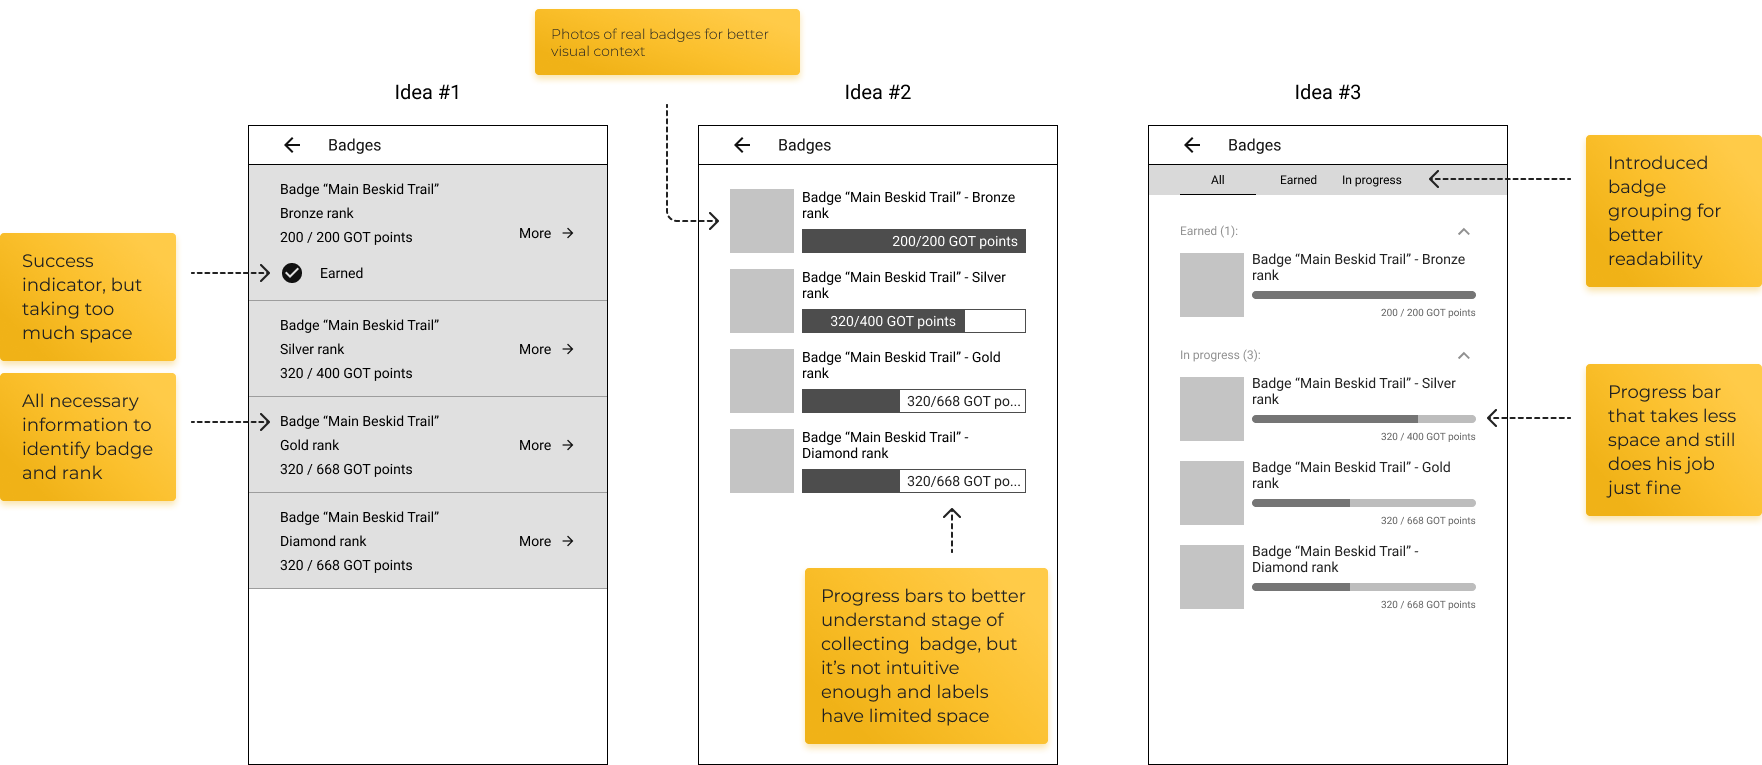 Photos of real badges for better
visual context
Idea #1
Badges
Badge “Main Beskid Trail”
Bronze rank
200 / 200 GOT points
More
Earned
Badge “Main Beskid Trail”
Silver rank
320 / 400 GOT points
More
Badge “Main Beskid Trail”
Gold rank
320 / 668 GOT points
More
Badge “Main Beskid Trail”
Diamond rank
320 / 668 GOT points
More
Success
indicator, but
taking too
much space
All necessary
information to
identify badge
and rank
Idea #2
Badges
Badge “Main Beskid Trail” - Bronze
rank
200/200 GOT points
Badge “Main Beskid Trail” - Silver
rank
320/400 GOT points
Badge “Main Beskid Trail” - Gold
rank
320/668 GOT po...
Badge “Main Beskid Trail” -
Diamond rank
320/668 GOT po...
Progress bars to better
understand stage of
collecting badge, but
it’s not intuitive
enough and labels
have limited space
Idea #3
Badges
All Earned In progress
Earned (1):
Badge “Main Beskid Trail” - Bronze
rank
200 / 200 GOT points
In progress (3):
Badge “Main Beskid Trail” - Silver
rank
320 / 400 GOT points
Badge “Main Beskid Trail” - Gold
rank
320 / 668 GOT points
Badge “Main Beskid Trail” -
Diamond rank
320 / 668 GOT points
Introduced
badge
grouping for
better
readability
Progress bar
that takes less
space and still
does his job
just fine